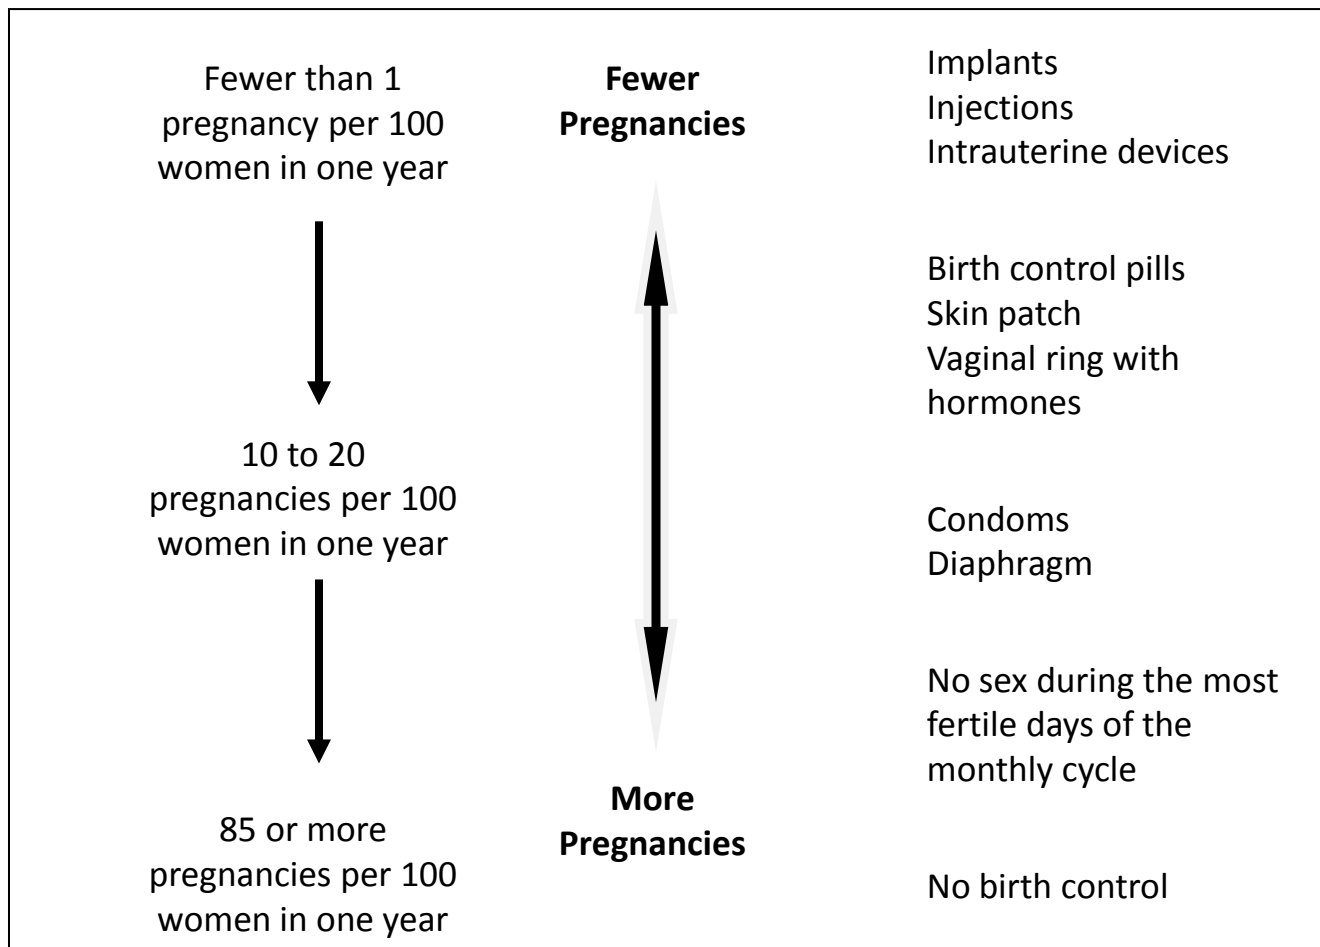 Fewer than 1
pregnancy per 100
women in one year
10 to 20
pregnancies per 100
women in one year
85 or more
pregnancies per 100
women in one year
Fewer
Pregnancies
More
Pregnancies
Implants
Injections
Intrauterine devices
Birth control pills
Skin patch
Vaginal ring with
hormones
Condoms
Diaphragm
No sex during the most
fertile days of the
monthly cycle
No birth control